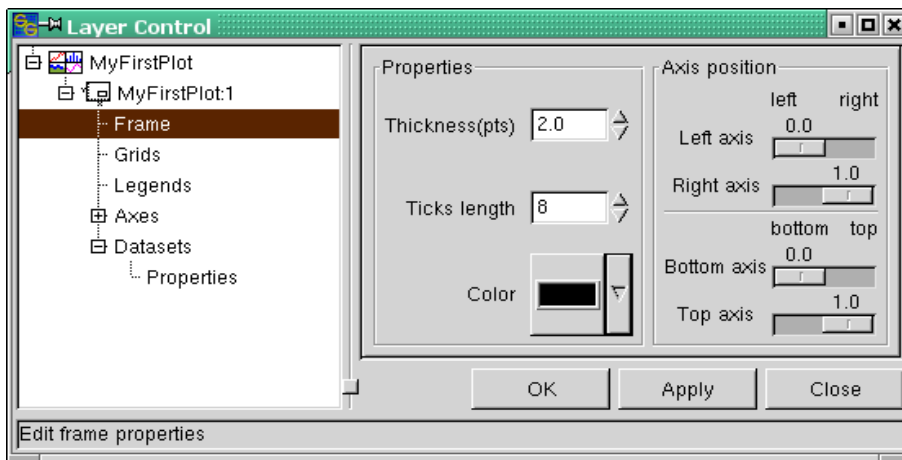 Layer Control
MyFirstPlot
MyFirstPlot:1
Frame
Grids
Legends
Axes
Datasets
Properties
Properties
Thickness(pts) 2.0
Ticks length 8
Color
Axis position
left right
Left axis 0.0
Right axis 1.0
bottom top
Bottom axis 0.0
Top axis 1.0
OK Apply Close
Edit frame properties